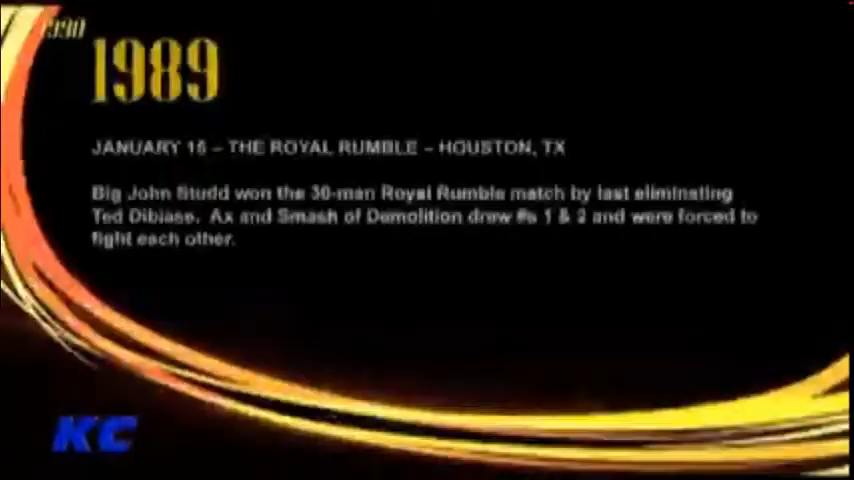 1990
1989
JANUARY 15 – THE ROYAL RUMBLE – HOUSTON, TX
Big John Studd won the 30-man Royal Rumble match by last eliminating
Ted Dibiase. Ax and Smash of Demolition drew #s 1 & 2 and were forced to
fight each other.
KC